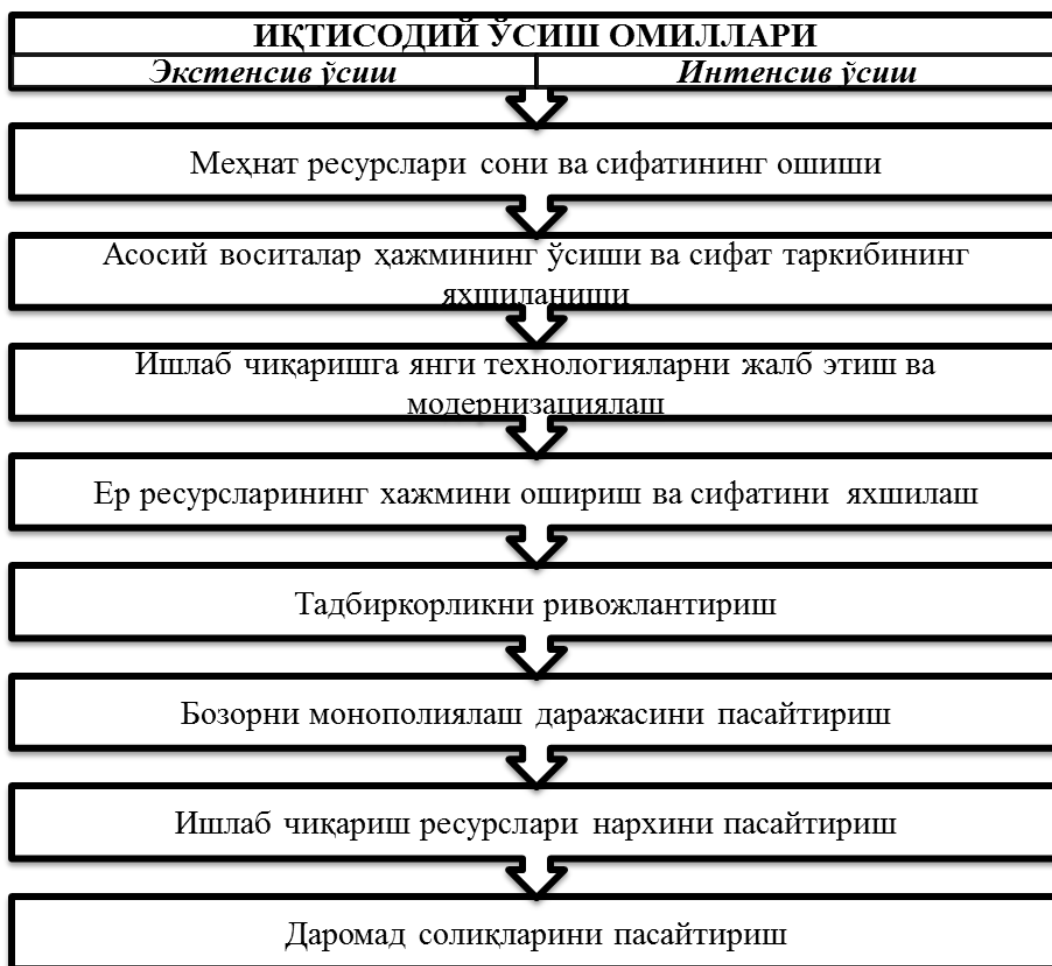 ИҚТИСОДИЙ ЎСИШ ОМИЛЛАРИ
Экстенсив ўсиш
Интенсив ўсиш
Меҳнат ресурслари сони ва сифатининг ошиши
Асосий воситалар ҳажмининг ўсиши ва сифат таркибининг
яхшиланиши
Ишлаб чиқаришга янги технологияларни жалб этиш ва
модернизациялаш
Ер ресурсларининг хажмини ошириш ва сифатини яхшилаш
Тадбиркорликни ривожлантириш
Бозорни монополиялаш даражасини пасайтириш
Ишлаб чиқариш ресурслари нархини пасайтириш
Даромад солиқларини пасайтириш